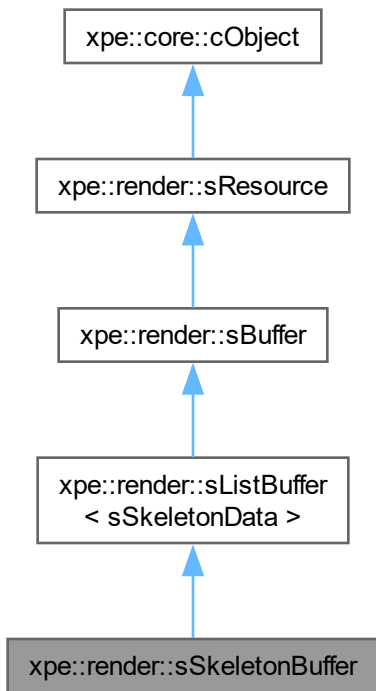 xpe::core::cObject
xpe::render::sResource
xpe::render::sBuffer
xpe::render::sListBuffer
< sSkeletonData >
xpe::render::sSkeletonBuffer